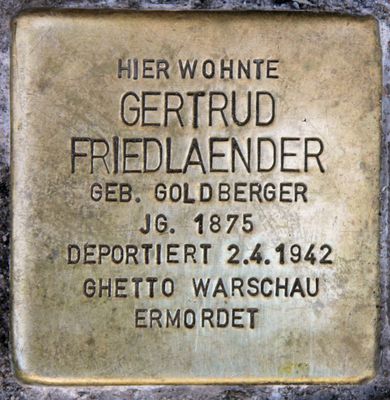 HIER WOHNTE
GERTRUD
FRIEDLAENDER
GEB. GOLDBERGER
JG. 1875
DEPORTIERT 2.4.1942
GHETTO WARSCHAU
ERMORDET